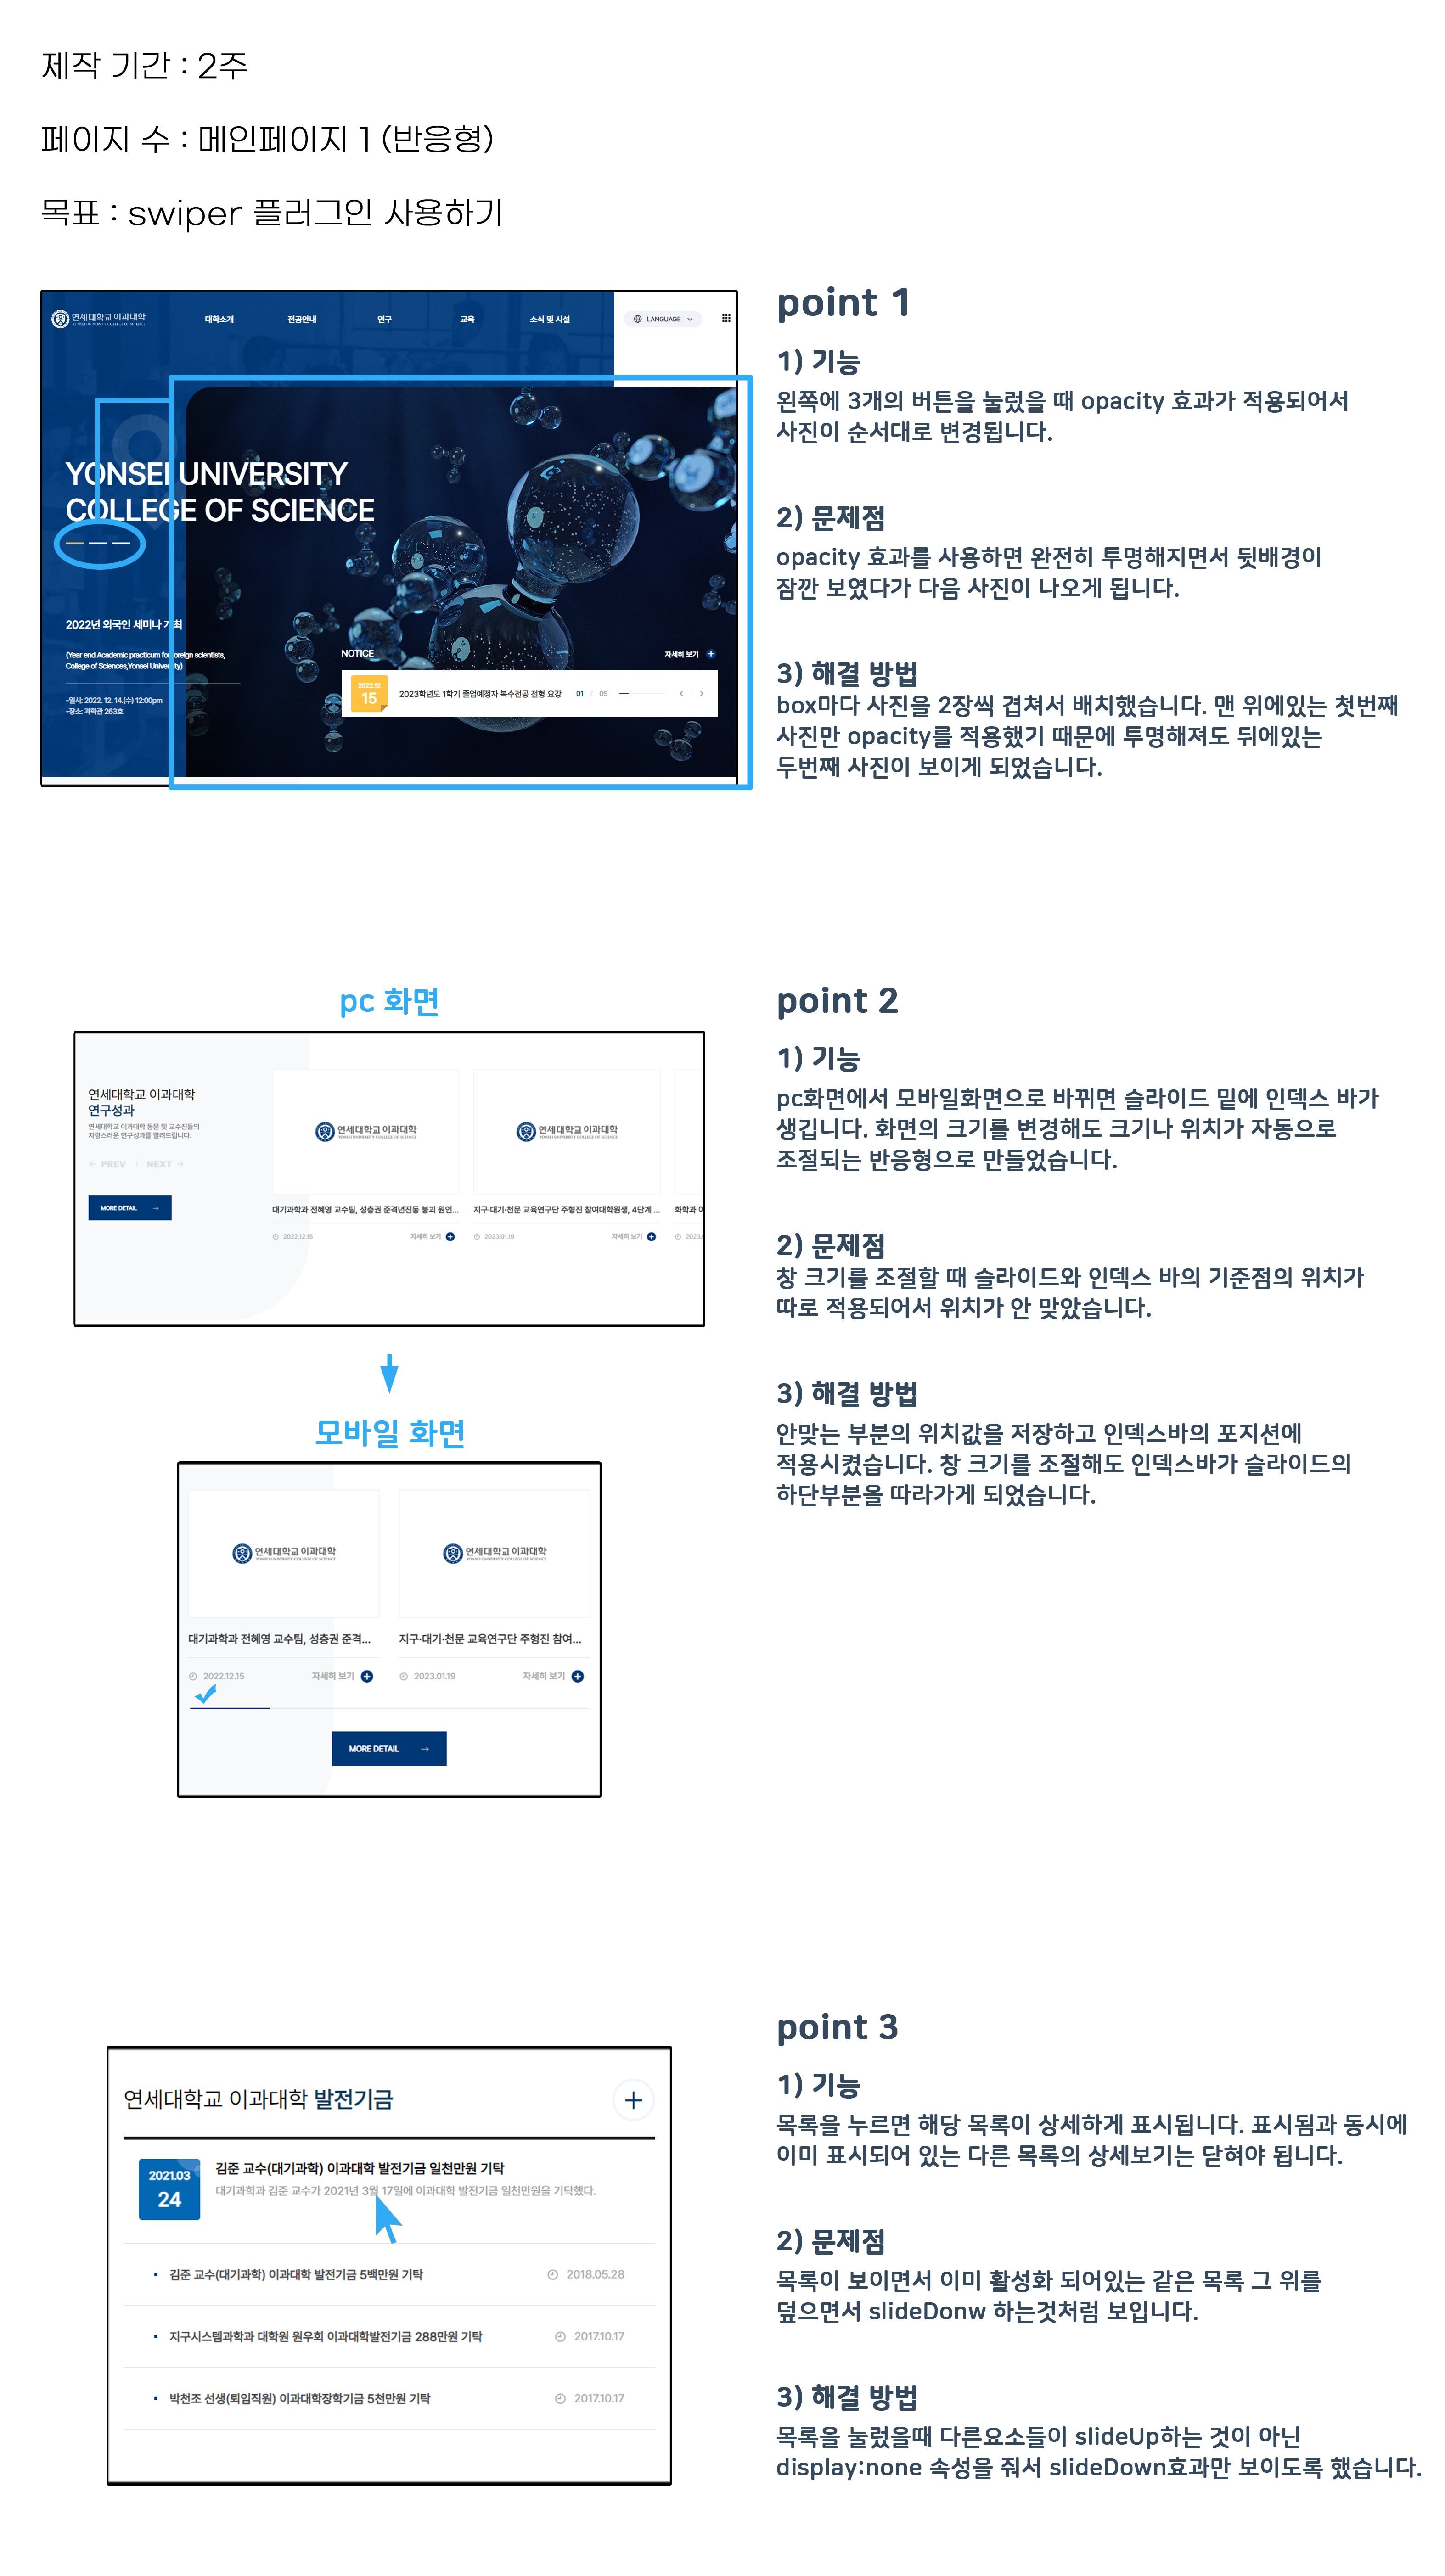 제작 기간 : 2주
페이지 수 : 메인페이지 1 (반응형)
목표 : swiper 플러그인 사용하기
연세대학교 이과대학
YONSEI UNIVERSITY COLLEGE OF SCIENCE
대학소개
전공안내
연구
교육
소식 및 시설
LANGUAGE
YONSEI UNIVERSITY
COLLEGE OF SCIENCE
2022년 외국인 세미나 개최
(Year end Academic practicum for foreign scientists,
College of Sciences,Yonsei University)
-일시: 2022. 12. 14.(수) 12:00pm
-장소: 과학관 263호
NOTICE
자세히 보기
2022.12
15
2023학년도 1학기 졸업예정자 복수전공 전형 요강
01 / 05
point 1
1) 기능
왼쪽에 3개의 버튼을 눌렀을 때 opacity 효과가 적용되어서
사진이 순서대로 변경됩니다.
2) 문제점
opacity 효과를 사용하면 완전히 투명해지면서 뒷배경이
잠깐 보였다가 다음 사진이 나오게 됩니다.
3) 해결 방법
box마다 사진을 2장씩 겹쳐서 배치했습니다. 맨 위에있는 첫번째
사진만 opacity를 적용했기 때문에 투명해져도 뒤에있는
두번째 사진이 보이게 되었습니다.
pc 화면
연세대학교 이과대학
연구성과
연세대학교 이과대학 동문 및 교수진들의
자랑스러운 연구성과를 알려드립니다.
← PREV | NEXT →
MORE DETAIL →
연세대학교 이과대학
YONSEI UNIVERSITY COLLEGE OF SCIENCE
대기과학과 전혜영 교수팀, 성층권 준격년진동 붕괴 원인...
2022.12.15
자세히 보기
연세대학교 이과대학
YONSEI UNIVERSITY COLLEGE OF SCIENCE
지구·대기·천문 교육연구단 주형진 참여대학원생, 4단계 ...
2023.01.19
자세히 보기
화학과 이
2023.
모바일 화면
연세대학교 이과대학
YONSEI UNIVERSITY COLLEGE OF SCIENCE
대기과학과 전혜영 교수팀, 성층권 준격...
2022.12.15
자세히 보기
연세대학교 이과대학
YONSEI UNIVERSITY COLLEGE OF SCIENCE
지구·대기·천문 교육연구단 주형진 참여...
2023.01.19
자세히 보기
MORE DETAIL →
point 2
1) 기능
pc화면에서 모바일화면으로 바뀌면 슬라이드 밑에 인덱스 바가
생깁니다. 화면의 크기를 변경해도 크기나 위치가 자동으로
조절되는 반응형으로 만들었습니다.
2) 문제점
창 크기를 조절할 때 슬라이드와 인덱스 바의 기준점의 위치가
따로 적용되어서 위치가 안 맞았습니다.
3) 해결 방법
안맞는 부분의 위치값을 저장하고 인덱스바의 포지션에
적용시켰습니다. 창 크기를 조절해도 인덱스바가 슬라이드의
하단부분을 따라가게 되었습니다.
연세대학교 이과대학 발전기금
2021.03
24
김준 교수(대기과학) 이과대학 발전기금 일천만원 기탁
대기과학과 김준 교수가 2021년 3월 17일에 이과대학 발전기금 일천만원을 기탁했다.
김준 교수(대기과학) 이과대학 발전기금 5백만원 기탁
2018.05.28
지구시스템과학과 대학원 원우회 이과대학발전기금 288만원 기탁
2017.10.17
박천조 선생(퇴임직원) 이과대학장학기금 5천만원 기탁
2017.10.17
point 3
1) 기능
목록을 누르면 해당 목록이 상세하게 표시됩니다. 표시됨과 동시에
이미 표시되어 있는 다른 목록의 상세보기는 닫혀야 됩니다.
2) 문제점
목록이 보이면서 이미 활성화 되어있는 같은 목록 그 위를
덮으면서 slideDonw 하는것처럼 보입니다.
3) 해결 방법
목록을 눌렀을때 다른요소들이 slideUp하는 것이 아닌
display:none 속성을 줘서 slideDown효과만 보이도록 했습니다.